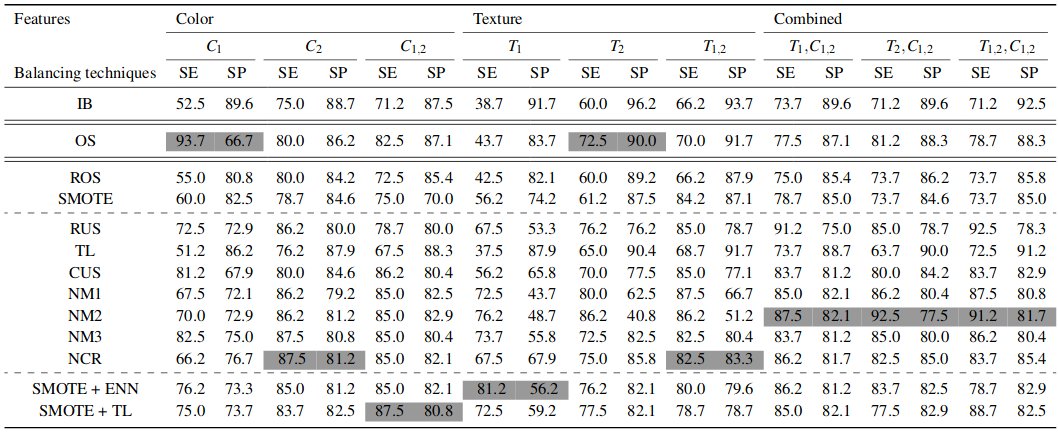 Features Color Texture Combined
C1 C2 C1,2 T1 T2 T1,2 T1,C1,2 T2,C1,2 T1,2,C1,2
Balancing techniques SE SP SE SP SE SP SE SP SE SP SE SP SE SP SE SP SE SP
IB 52.5 89.6 75.0 88.7 71.2 87.5 38.7 91.7 60.0 96.2 66.2 93.7 73.7 89.6 71.2 89.6 71.2 92.5
OS 93.7 66.7 80.0 86.2 82.5 87.1 43.7 83.7 72.5 90.0 70.0 91.7 77.5 87.1 81.2 88.3 78.7 88.3
ROS 55.0 80.8 80.0 84.2 72.5 85.4 42.5 82.1 60.0 89.2 66.2 87.9 75.0 85.4 73.7 86.2 73.7 85.8
SMOTE 60.0 82.5 78.7 84.6 75.0 70.0 56.2 74.2 61.2 87.5 84.2 87.1 78.7 85.0 73.7 84.6 73.7 85.0
RUS 72.5 72.9 86.2 80.0 78.7 80.0 67.5 53.3 76.2 76.2 85.0 78.7 91.2 75.0 85.0 78.7 92.5 78.3
TL 51.2 86.2 76.2 87.9 67.5 88.3 37.5 87.9 65.0 90.4 68.7 91.7 73.7 88.7 63.7 90.0 72.5 91.2
CUS 81.2 67.9 80.0 84.6 86.2 80.4 56.2 65.8 70.0 77.5 85.0 77.1 83.7 81.2 80.0 84.2 83.7 82.9
NM1 67.5 72.1 86.2 79.2 85.0 82.5 72.5 43.7 80.0 62.5 87.5 66.7 85.0 82.1 86.2 80.4 87.5 80.8
NM2 70.0 72.9 86.2 81.2 85.0 82.9 76.2 48.7 86.2 40.8 86.2 51.2 87.5 82.1 92.5 77.5 91.2 81.7
NM3 82.5 75.0 87.5 80.8 85.0 80.4 73.7 55.8 72.5 82.5 82.5 80.4 83.7 81.2 85.0 80.0 86.2 80.4
NCR 66.2 76.7 87.5 81.2 85.0 82.1 67.5 67.9 75.0 85.8 82.5 83.3 86.2 81.7 82.5 85.0 83.7 85.4
SMOTE + ENN 76.2 73.3 85.0 81.2 85.0 82.1 81.2 56.2 76.2 82.1 80.0 79.6 86.2 81.2 83.7 82.5 78.7 82.9
SMOTE + TL 75.0 73.7 83.7 82.5 87.5 80.8 72.5 59.2 77.5 82.1 78.7 78.7 85.0 82.1 77.5 82.9 88.7 82.5